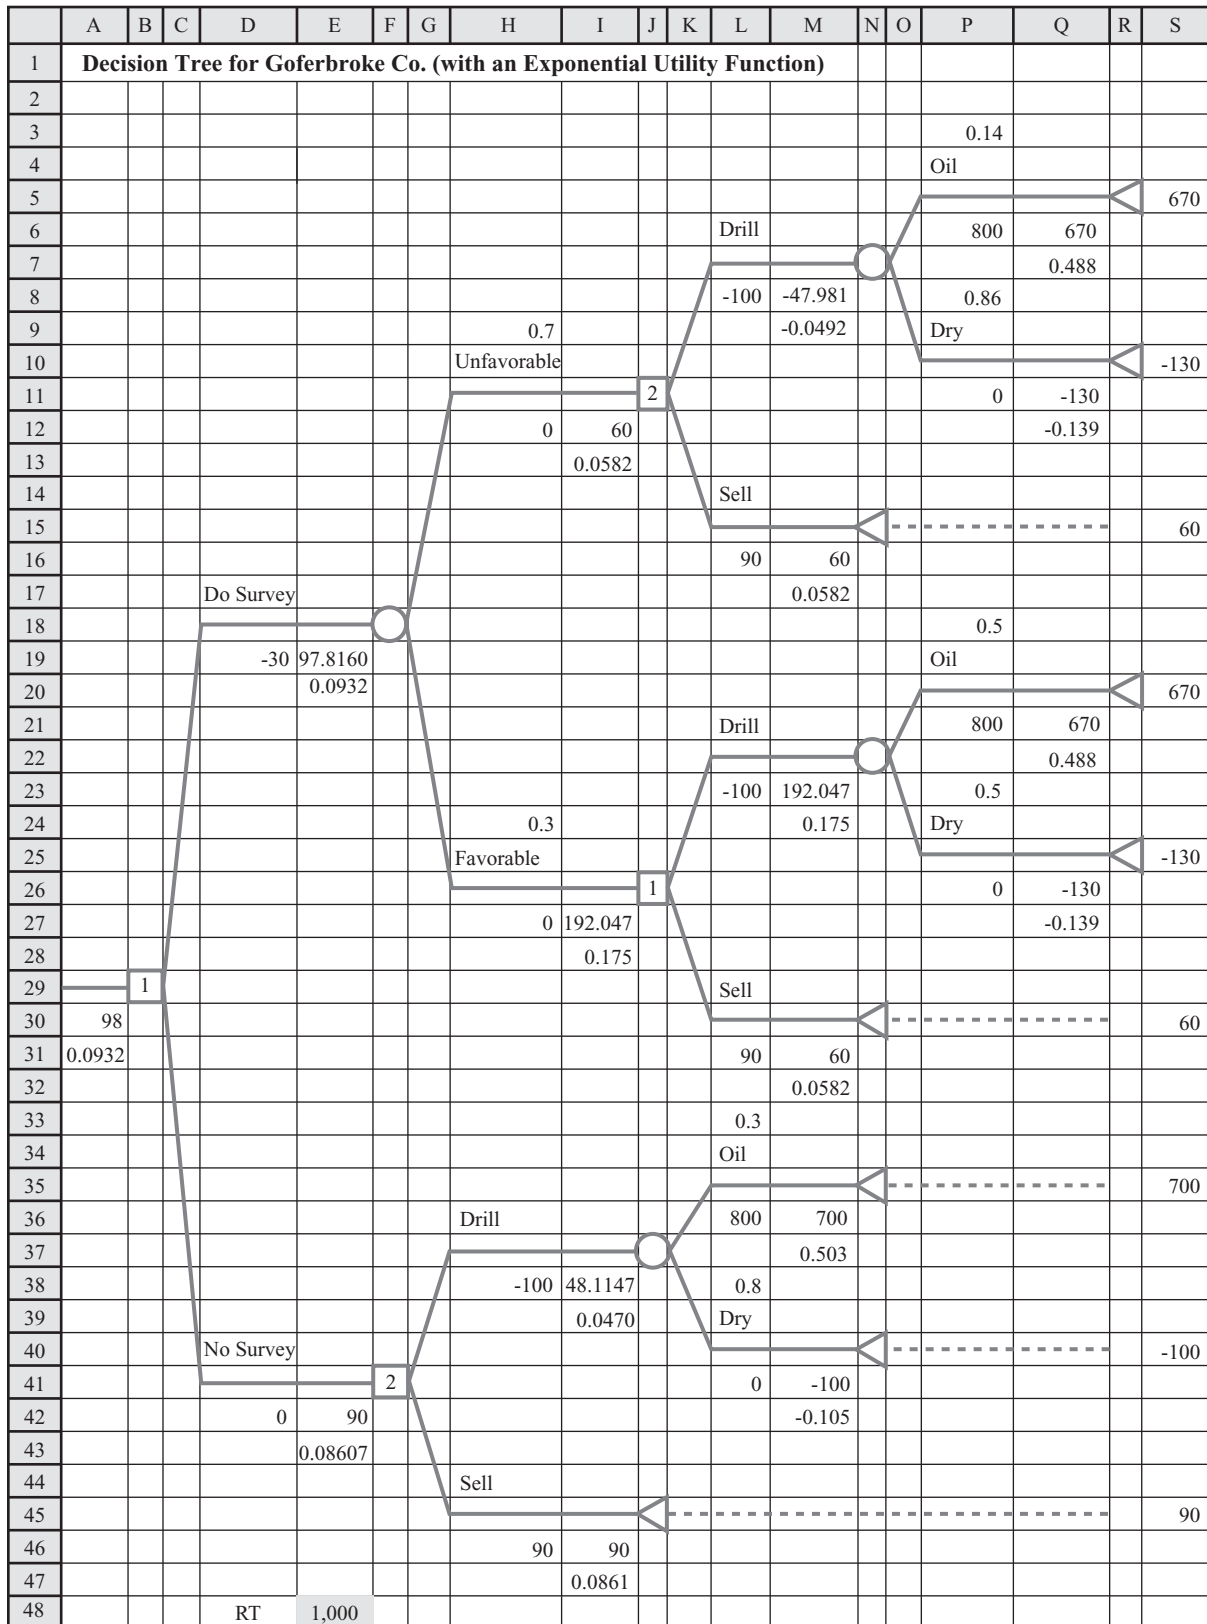 A B C D E F G H I J K L M N O P Q R S
1 Decision Tree for Goferbroke Co. (with an Exponential Utility Function)
2
3 0.14
4 Oil
5 670
6 Drill 800 670
7 0.488
8 -100 -47.981 0.86
9 0.7 -0.0492 Dry
10 Unfavorable -130
11 2 0 -130
12 0 60 -0.139
13 0.0582
14 Sell
15 60
16 90 60
17 Do Survey 0.0582
18 0.5
19 -30 97.8160 Oil
20 0.0932 670
21 Drill 800 670
22 0.488
23 -100 192.047 0.5
24 0.3 0.175 Dry
25 Favorable -130
26 1 0 -130
27 0 192.047 -0.139
28 0.175
29 1 Sell
30 98 60
31 0.0932 90 60
32 0.0582
33 0.3
34 Oil
35 700
36 Drill 800 700
37 0.503
38 -100 48.1147 0.8
39 0.0470 Dry
40 No Survey -100
41 2 0 -100
42 0 90 -0.105
43 0.08607
44 Sell
45 90
46 90 90
47 0.0861
48 RT 1,000